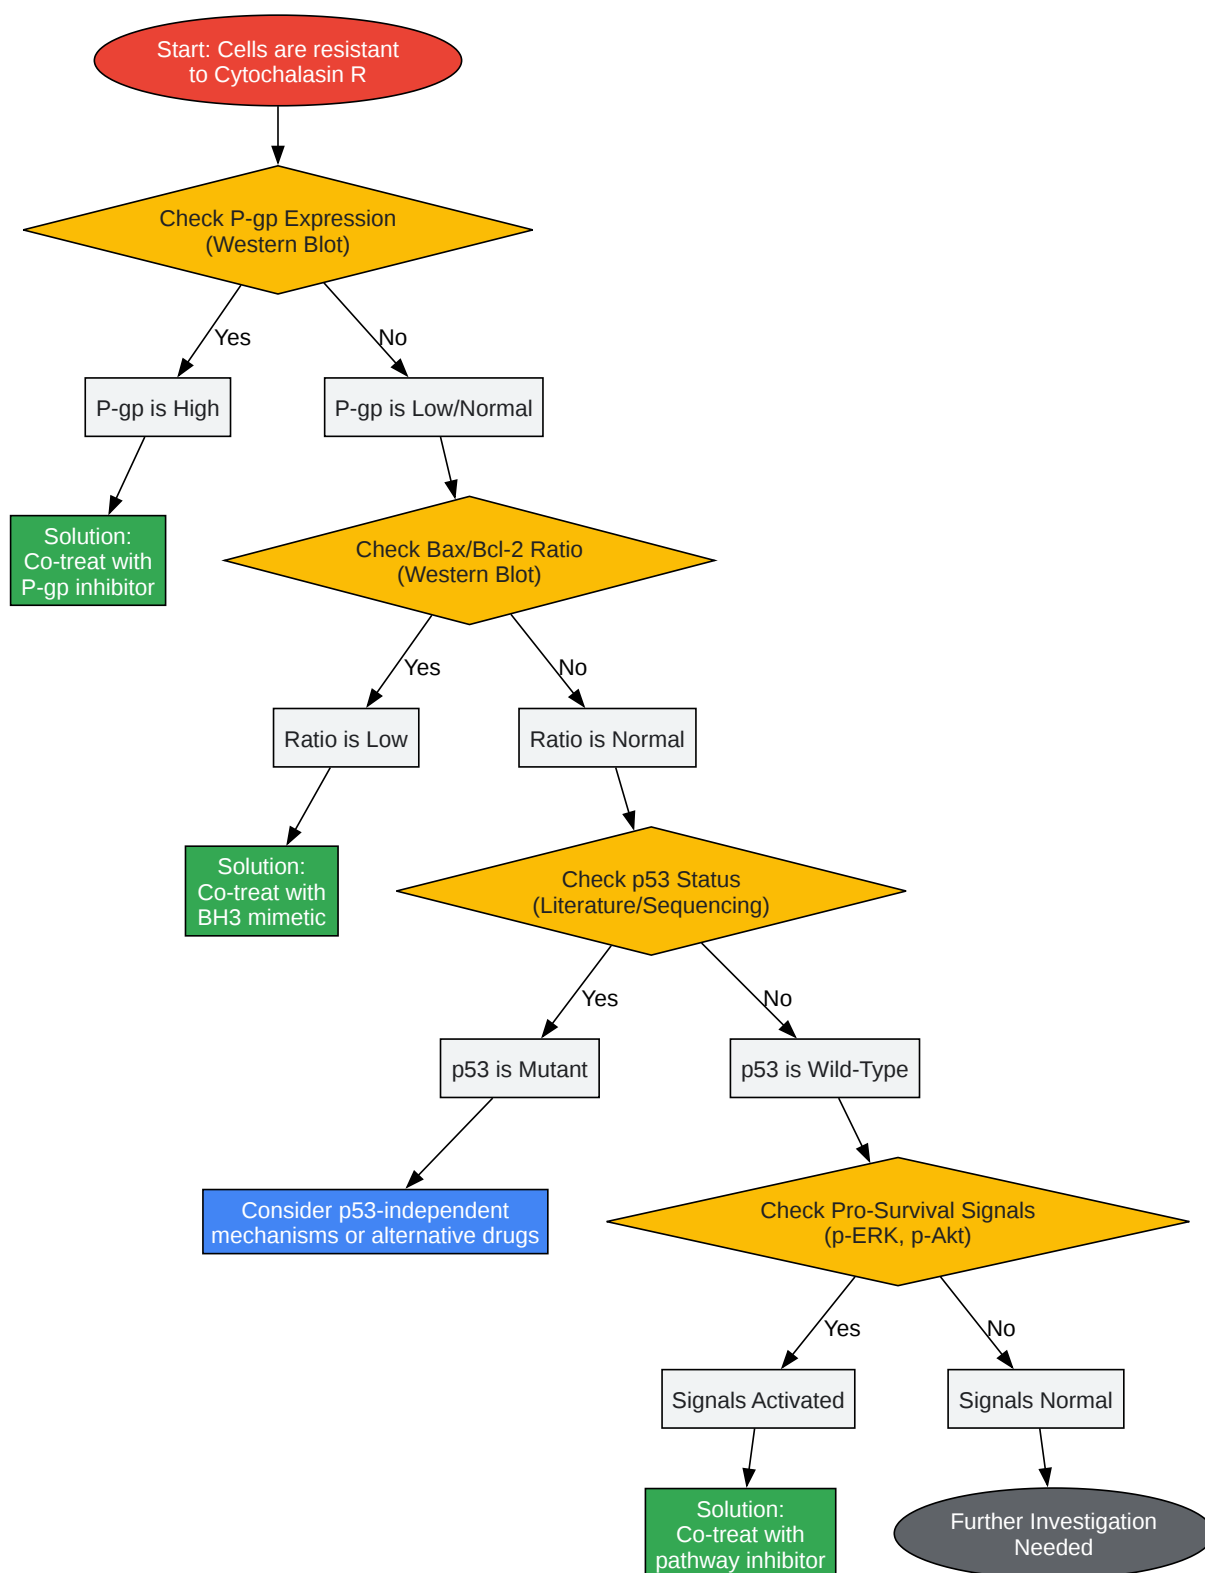 Start: Cells are resistant
to Cytochalasin R
Check P-gp Expression
(Western Blot)
Yes
No
P-gp is High
P-gp is Low/Normal
Solution:
Co-treat with
P-gp inhibitor
Check Bax/Bcl-2 Ratio
(Western Blot)
Yes
No
Ratio is Low
Ratio is Normal
Solution:
Co-treat with
BH3 mimetic
Check p53 Status
(Literature/Sequencing)
Yes
No
p53 is Mutant
p53 is Wild-Type
Consider p53-independent
mechanisms or alternative drugs
Check Pro-Survival Signals
(p-ERK, p-Akt)
Yes
No
Signals Activated
Signals Normal
Solution:
Co-treat with
pathway inhibitor
Further Investigation
Needed